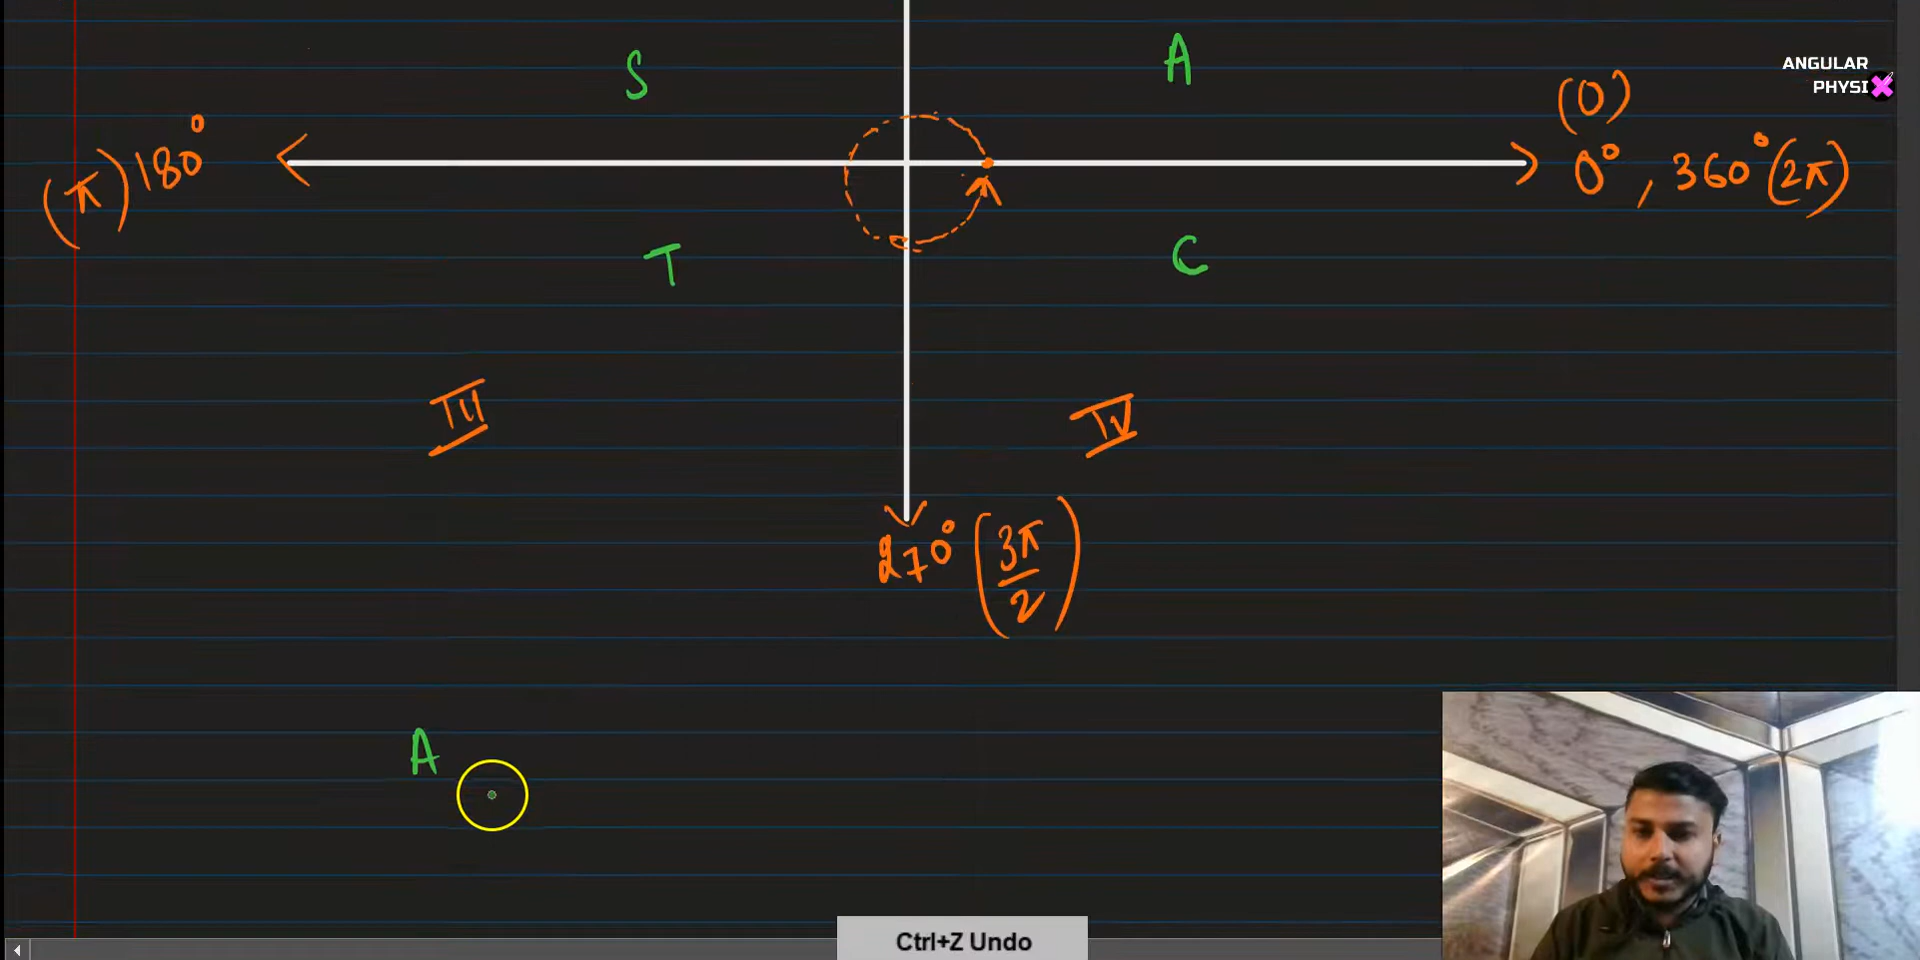 S A
ANGULAR
PHYSI
(0)
(π) 180° 0°, 360° (2π)
T C
III IV
270° (3π/2)
A
Ctrl+Z Undo